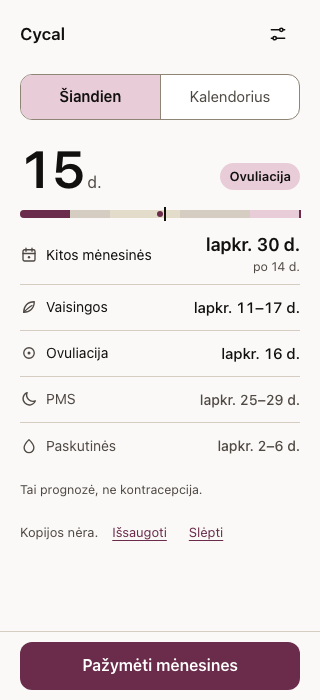 Cycal
Šiandien
Kalendorius
15 d.
Ovuliacija
Kitos mėnesinės
lapkr. 30 d.
po 14 d.
Vaisingos
lapkr. 11–17 d.
Ovuliacija
lapkr. 16 d.
PMS
lapkr. 25–29 d.
Paskutinės
lapkr. 2–6 d.
Tai prognozė, ne kontracepcija.
Kopijos nėra. Išsaugoti Slėpti
Pažymėti mėnesines